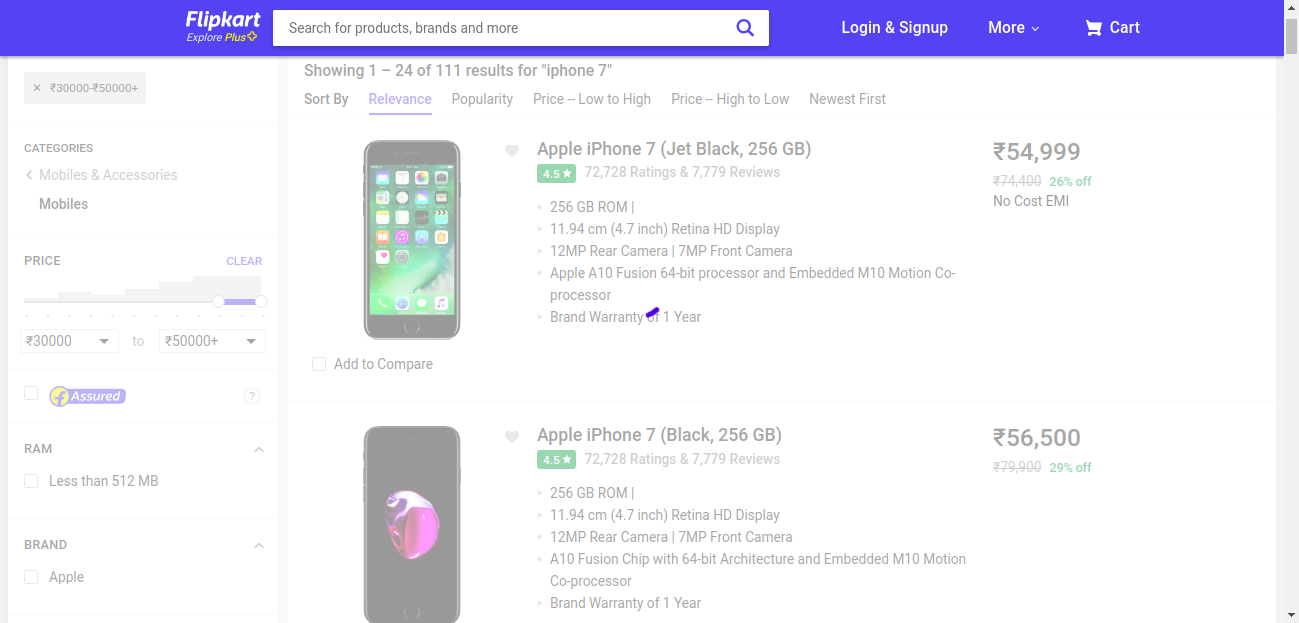 Flipkart
Explore Plus
Search for products, brands and more
Login & Signup
More
Cart
✕ ₹30000-₹50000+
CATEGORIES
Mobiles & Accessories
Mobiles
PRICE
CLEAR
₹30000
to
₹50000+
Assured
?
RAM
Less than 512 MB
BRAND
Apple
Showing 1 – 24 of 111 results for "iphone 7"
Sort By
Relevance
Popularity
Price -- Low to High
Price -- High to Low
Newest First
Apple iPhone 7 (Jet Black, 256 GB)
4.5★ 72,728 Ratings & 7,779 Reviews
256 GB ROM |
11.94 cm (4.7 inch) Retina HD Display
12MP Rear Camera | 7MP Front Camera
Apple A10 Fusion 64-bit processor and Embedded M10 Motion Co-
processor
Brand Warranty of 1 Year
₹54,999
₹74,400 26% off
No Cost EMI
Add to Compare
Apple iPhone 7 (Black, 256 GB)
4.5★ 72,728 Ratings & 7,779 Reviews
256 GB ROM |
11.94 cm (4.7 inch) Retina HD Display
12MP Rear Camera | 7MP Front Camera
A10 Fusion Chip with 64-bit Architecture and Embedded M10 Motion
Co-processor
Brand Warranty of 1 Year
₹56,500
₹79,900 29% off